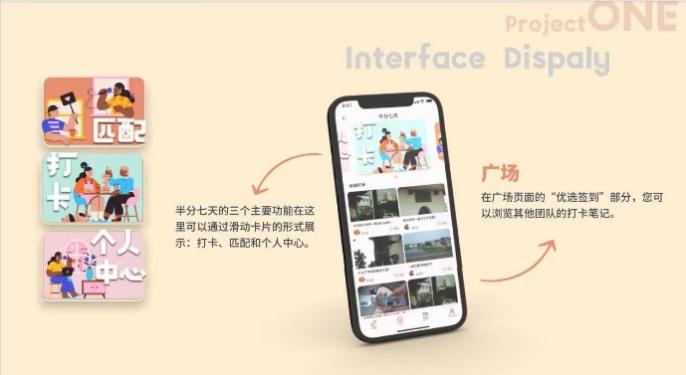 Project ONE
Interface Dispaly
匹配
打
卡
个人
中心
半分七天的三个主要功能在这
里可以通过滑动卡片的形式展
示：打卡、匹配和个人中心。
半分七天
打
卡
广场
在广场页面的“优选签到”部分，您可
以浏览其他团队的打卡笔记。